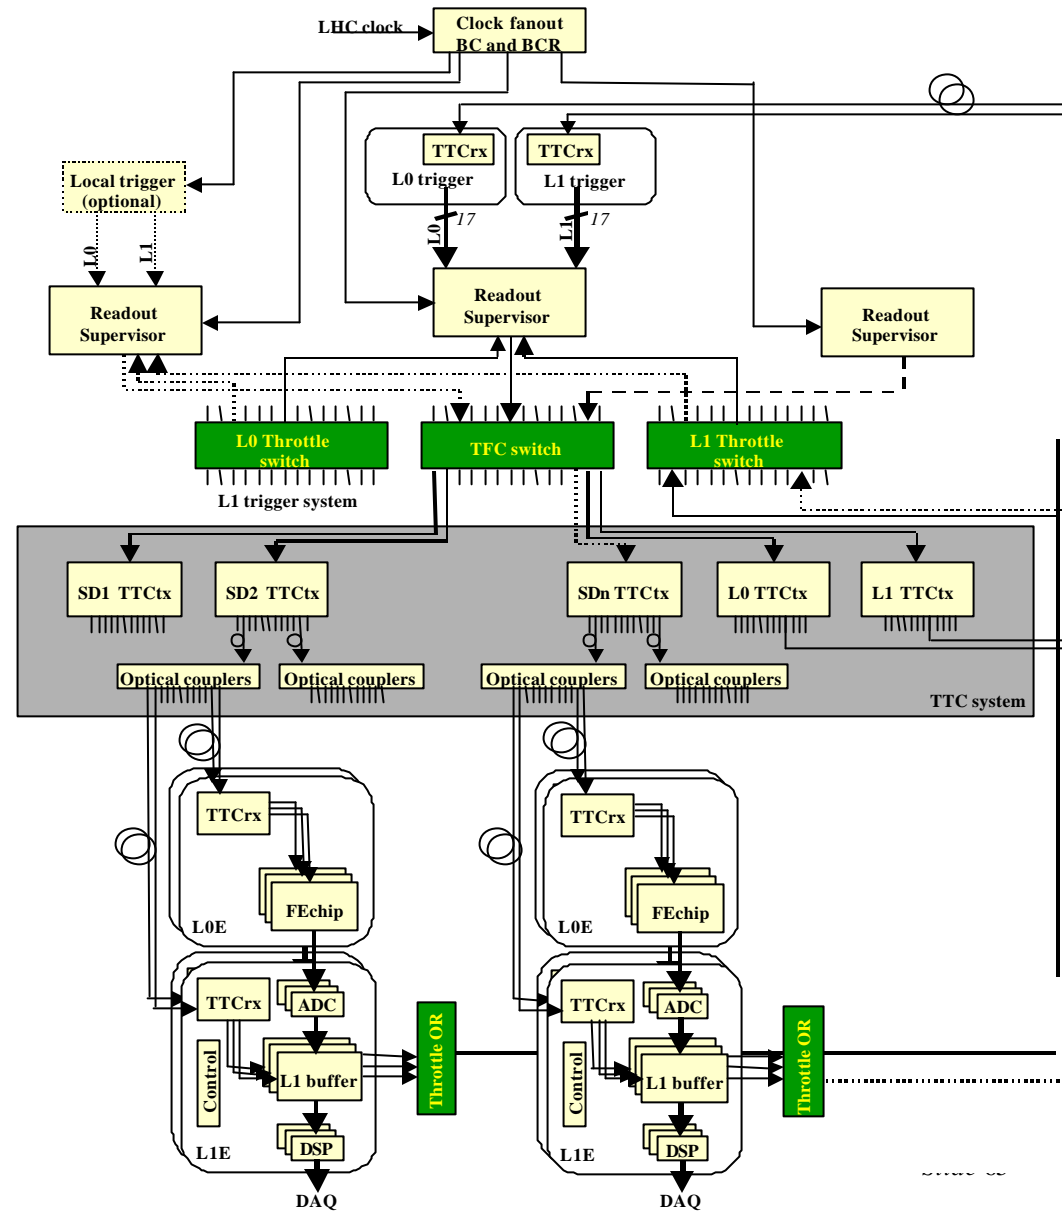 LHC clock
Clock fanout
BC and BCR
TTCrx
L0 trigger
TTCrx
L1 trigger
Local trigger
(optional)
L0
L1
L0
17
L1
17
Readout
Supervisor
Readout
Supervisor
Readout
Supervisor
L0 Throttle
switch
TFC switch
L1 Throttle
switch
L1 trigger system
SD1 TTCtx
SD2 TTCtx
SDn TTCtx
L0 TTCtx
L1 TTCtx
Optical couplers
Optical couplers
Optical couplers
Optical couplers
TTC system
TTCrx
FEchip
L0E
TTCrx
FEchip
L0E
TTCrx
ADC
Control
L1 buffer
Throttle OR
DSP
L1E
DAQ
TTCrx
ADC
Control
L1 buffer
Throttle OR
DSP
L1E
DAQ